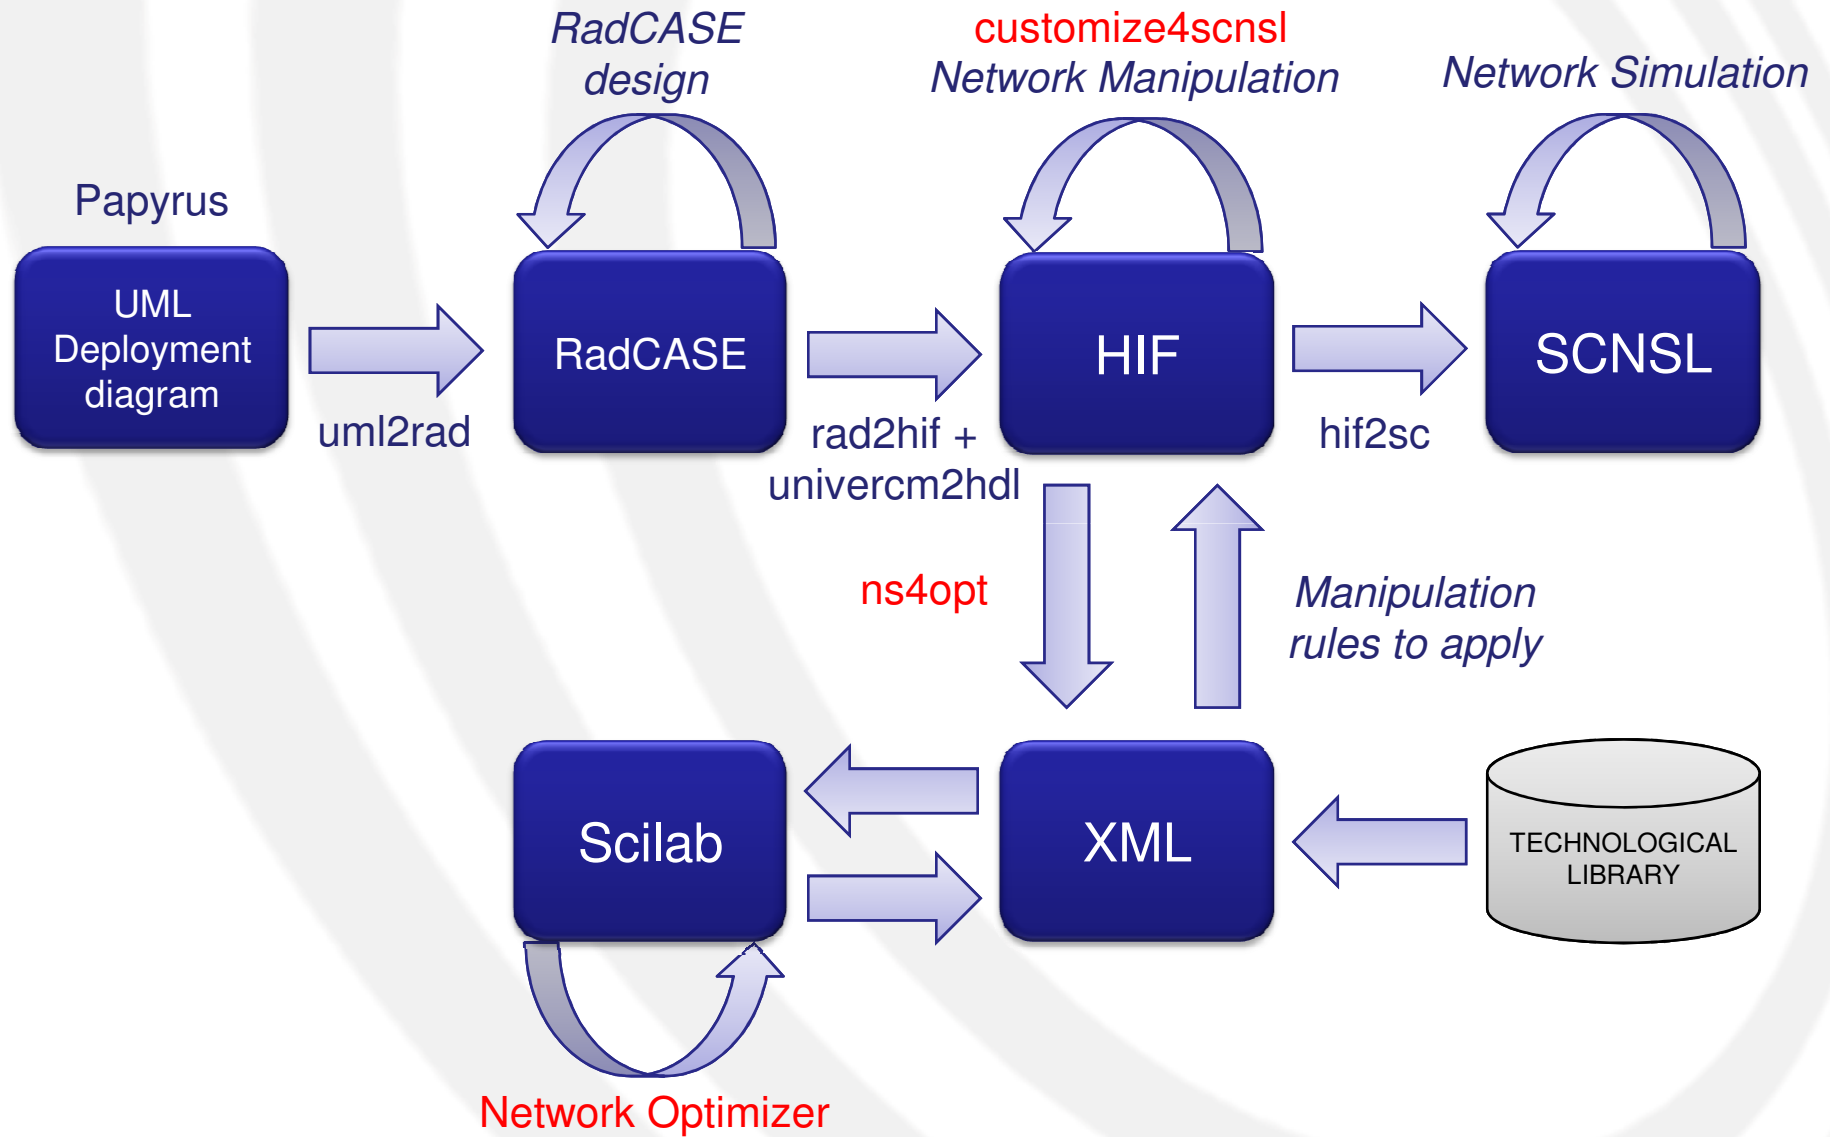 RadCASE
design
customize4scnsl
Network Manipulation
Network Simulation
Papyrus
UML
Deployment
diagram
uml2rad
RadCASE
rad2hif +
univercm2hdl
HIF
hif2sc
SCNSL
ns4opt
Manipulation
rules to apply
Scilab
XML
TECHNOLOGICAL
LIBRARY
Network Optimizer